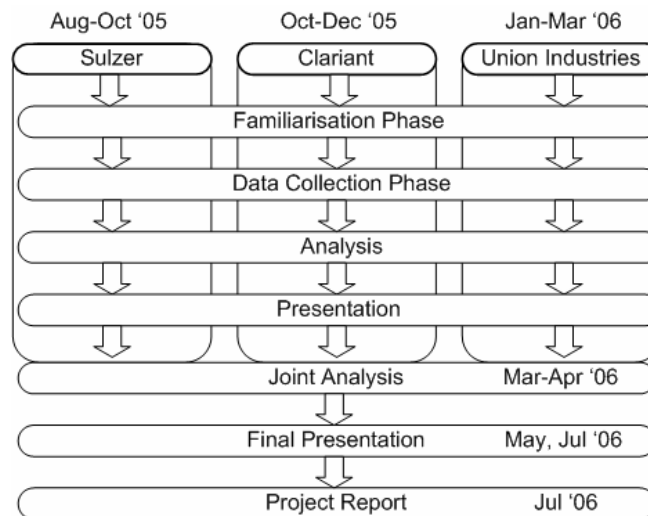 Aug-Oct ‘05 Oct-Dec ‘05 Jan-Mar ‘06
Sulzer Clariant Union Industries
Familiarisation Phase
Data Collection Phase
Analysis
Presentation
Joint Analysis Mar-Apr ‘06
Final Presentation May, Jul ‘06
Project Report Jul ‘06